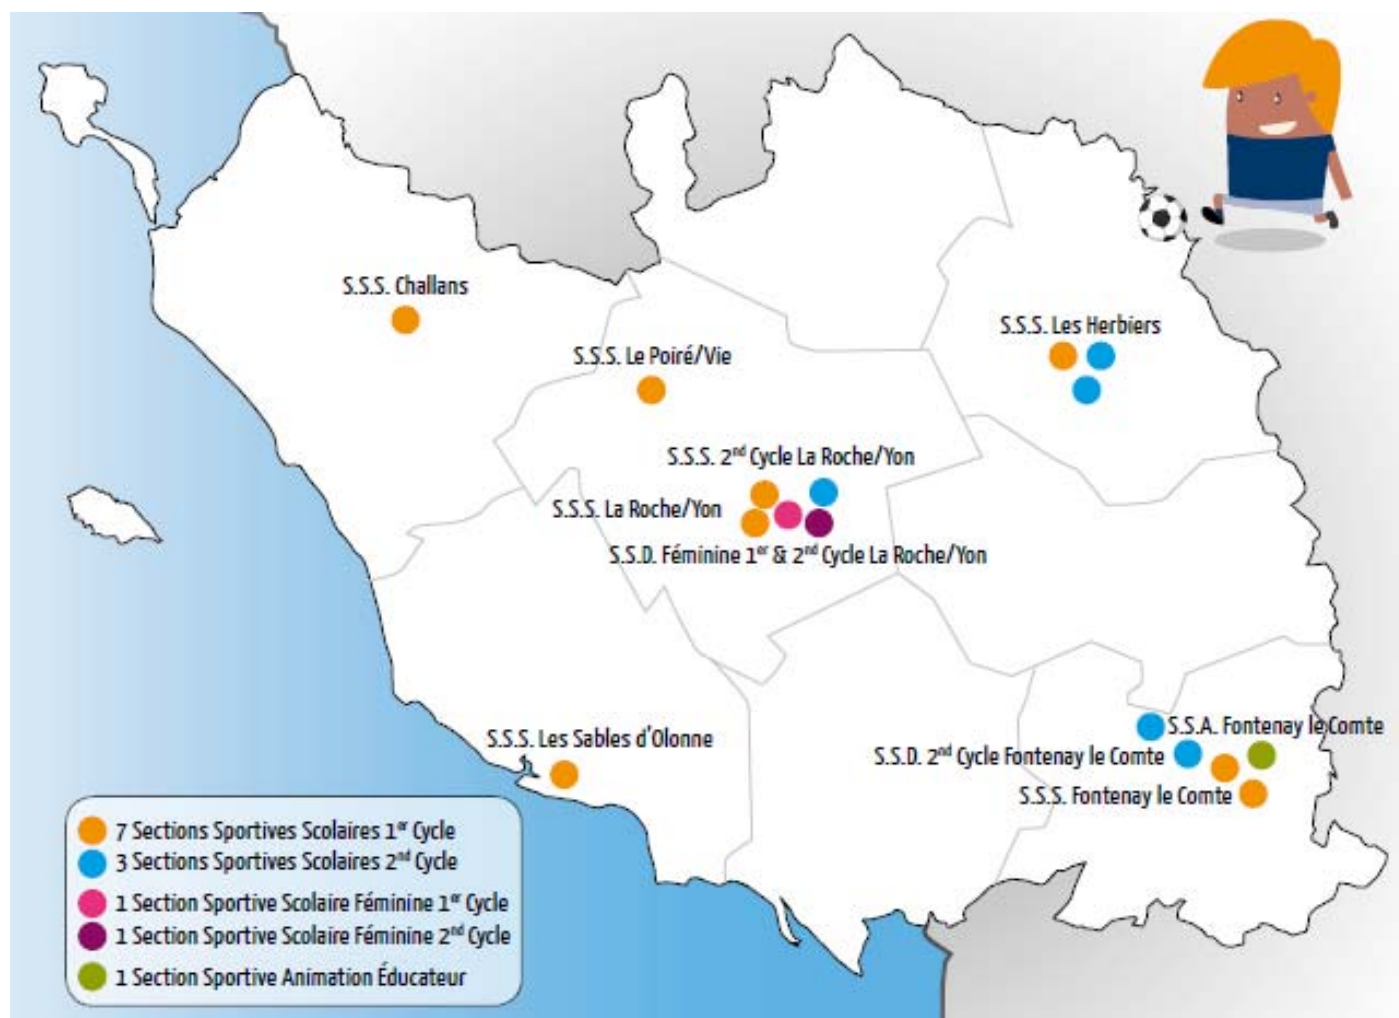 S.S.S. Challans
S.S.S. Les Herbiers
S.S.S. Le Poiré/Vie
S.S.S. 2nd Cycle La Roche/Yon
S.S.S. La Roche/Yon
S.S.D. Féminine 1er & 2nd Cycle La Roche/Yon
S.S.S. Les Sables d'Olonne
S.S.A. Fontenay le Comte
S.S.D. 2nd Cycle Fontenay le Comte
S.S.S. Fontenay le Comte
7 Sections Sportives Scolaires 1er Cycle
3 Sections Sportives Scolaires 2nd Cycle
1 Section Sportive Scolaire Féminine 1er Cycle
1 Section Sportive Scolaire Féminine 2nd Cycle
1 Section Sportive Animation Éducateur